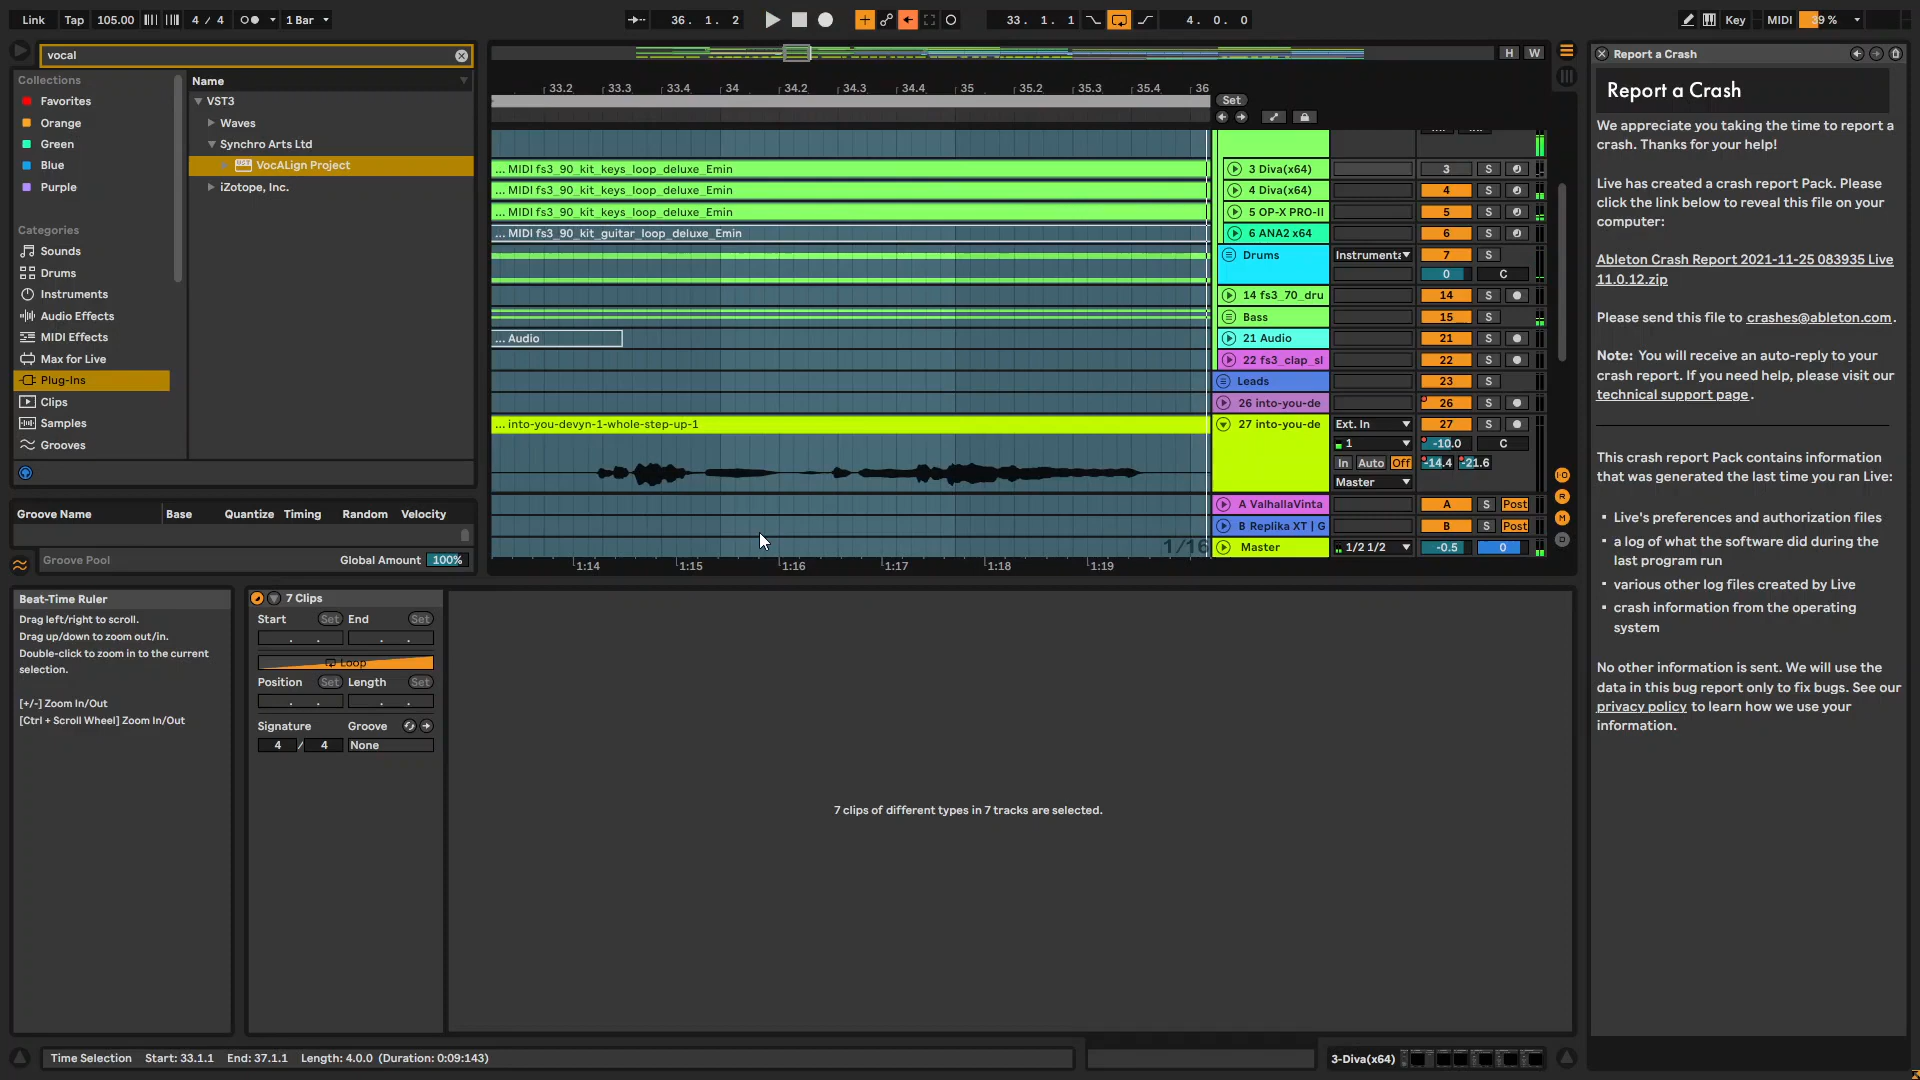 Link Tap 105.00 4 / 4 1 Bar 36. 1. 2 33. 1. 1 4. 0. 0 Key MIDI 39 %
vocal
H W
Report a Crash
Collections
Favorites
Orange
Green
Blue
Purple
Categories
Sounds
Drums
Instruments
Audio Effects
MIDI Effects
Max for Live
Plug-Ins
Clips
Samples
Grooves
Name
VST3
Waves
Synchro Arts Ltd
VocALign Project
iZotope, Inc.
Groove Name Base Quantize Timing Random Velocity
Groove Pool Global Amount 100%
33.2 33.3 33.4 34 34.2 34.3 34.4 35 35.2 35.3 35.4 36
Set
... MIDI fs3_90_kit_keys_loop_deluxe_Emin
... MIDI fs3_90_kit_keys_loop_deluxe_Emin
... MIDI fs3_90_kit_keys_loop_deluxe_Emin
... MIDI fs3_90_kit_guitar_loop_deluxe_Emin
... Audio
... into-you-devyn-1-whole-step-up-1
1/16
1:14 1:15 1:16 1:17 1:18 1:19
3 Diva(x64) 3 S
4 Diva(x64) 4 S
5 OP-X PRO-II 5 S
6 ANA2 x64 6 S
Drums Instrumenta 7 S
0 C
14 fs3_70_dru 14 S
Bass 15 S
21 Audio 21 S
22 fs3_clap_sl 22 S
Leads 23 S
26 into-you-de 26 S
27 into-you-de Ext. In 27 S
1 -10.0 C
In Auto Off -14.4 -21.6
Master
A ValhallaVinta A S Post
B Replika XT | G B S Post
Master 1/2 1/2 -0.5 0
I·O
R
M
D
Report a Crash
We appreciate you taking the time to report a
crash. Thanks for your help!
Live has created a crash report Pack. Please
click the link below to reveal this file on your
computer:
Ableton Crash Report 2021-11-25 083935 Live
11.0.12.zip
Please send this file to crashes@ableton.com.
Note: You will receive an auto-reply to your
crash report. If you need help, please visit our
technical support page.
This crash report Pack contains information
that was generated the last time you ran Live:
▪ Live's preferences and authorization files
▪ a log of what the software did during the
last program run
▪ various other log files created by Live
▪ crash information from the operating
system
No other information is sent. We will use the
data in this bug report only to fix bugs. See our
privacy policy to learn how we use your
information.
Beat-Time Ruler
Drag left/right to scroll.
Drag up/down to zoom out/in.
Double-click to zoom in to the current
selection.
[+/-] Zoom In/Out
[Ctrl + Scroll Wheel] Zoom In/Out
7 Clips
Start Set End Set
Loop
Position Set Length Set
Signature Groove
4 / 4 None
7 clips of different types in 7 tracks are selected.
Time Selection Start: 33.1.1 End: 37.1.1 Length: 4.0.0 (Duration: 0:09:143)
3-Diva(x64)